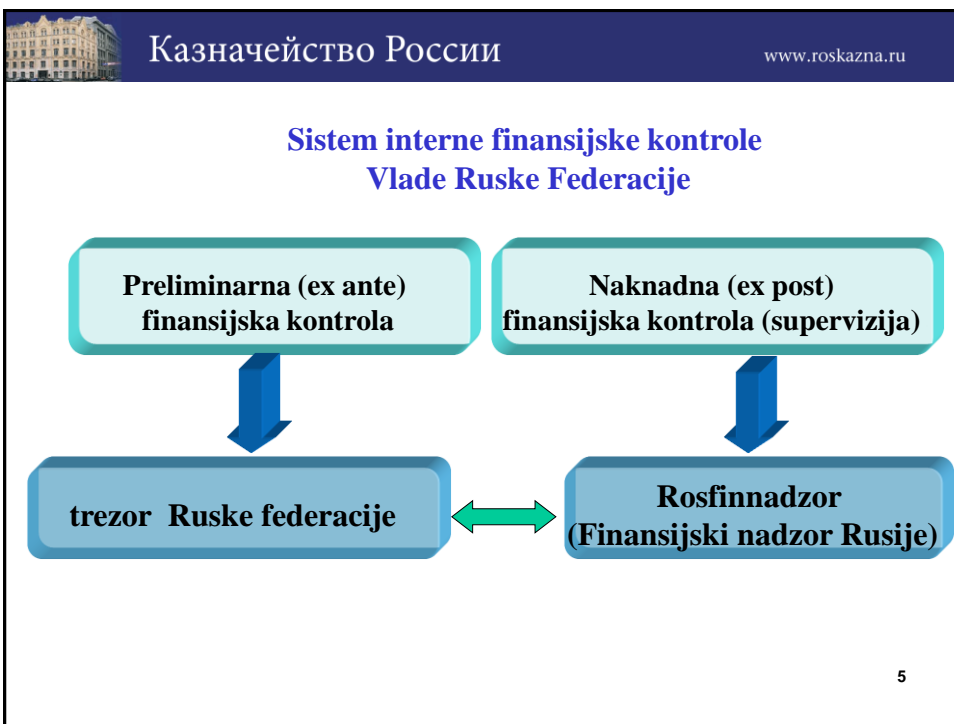 Казначейство России
www.roskazna.ru
Sistem interne finansijske kontrole
Vlade Ruske Federacije
Preliminarna (ex ante)
finansijska kontrola
Naknadna (ex post)
finansijska kontrola (supervizija)
trezor Ruske federacije
Rosfinnadzor
(Finansijski nadzor Rusije)
5